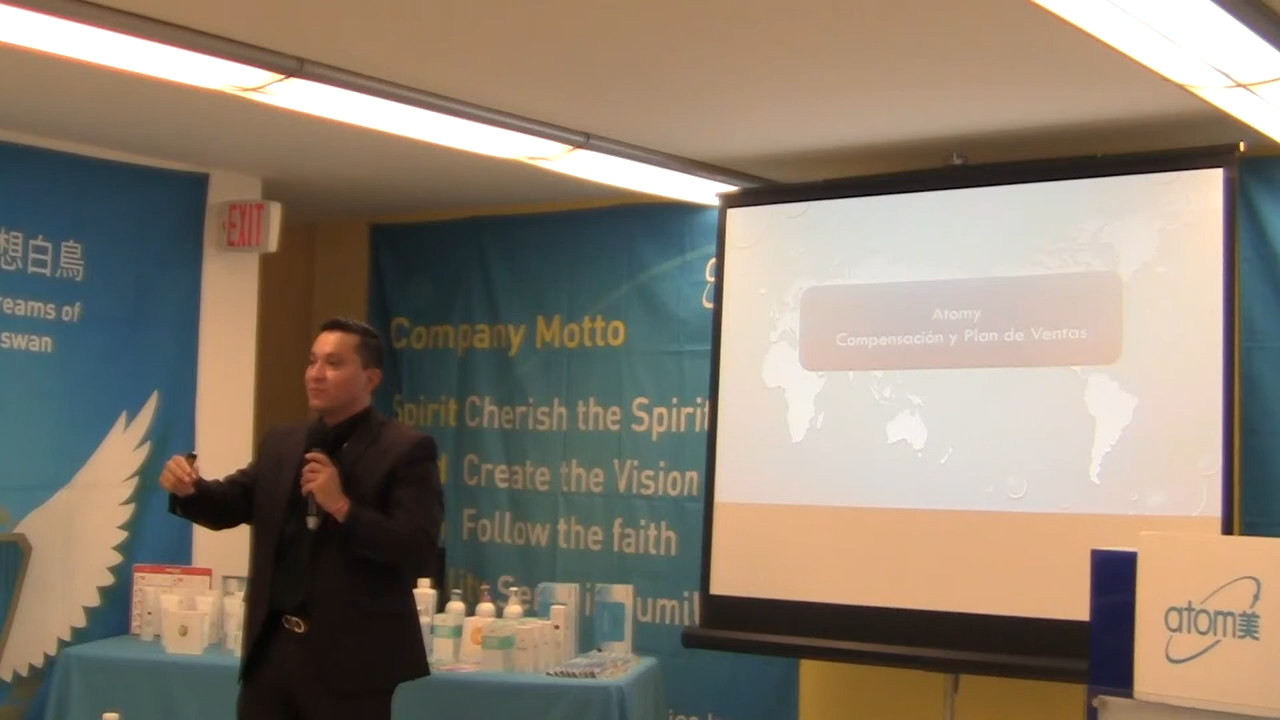 想白鳥
reams of
swan
EXIT
Company Motto
Spirit Cherish the Spirit
Create the Vision
Follow the faith
Atomy
Compensación y Plan de Ventas
atom美